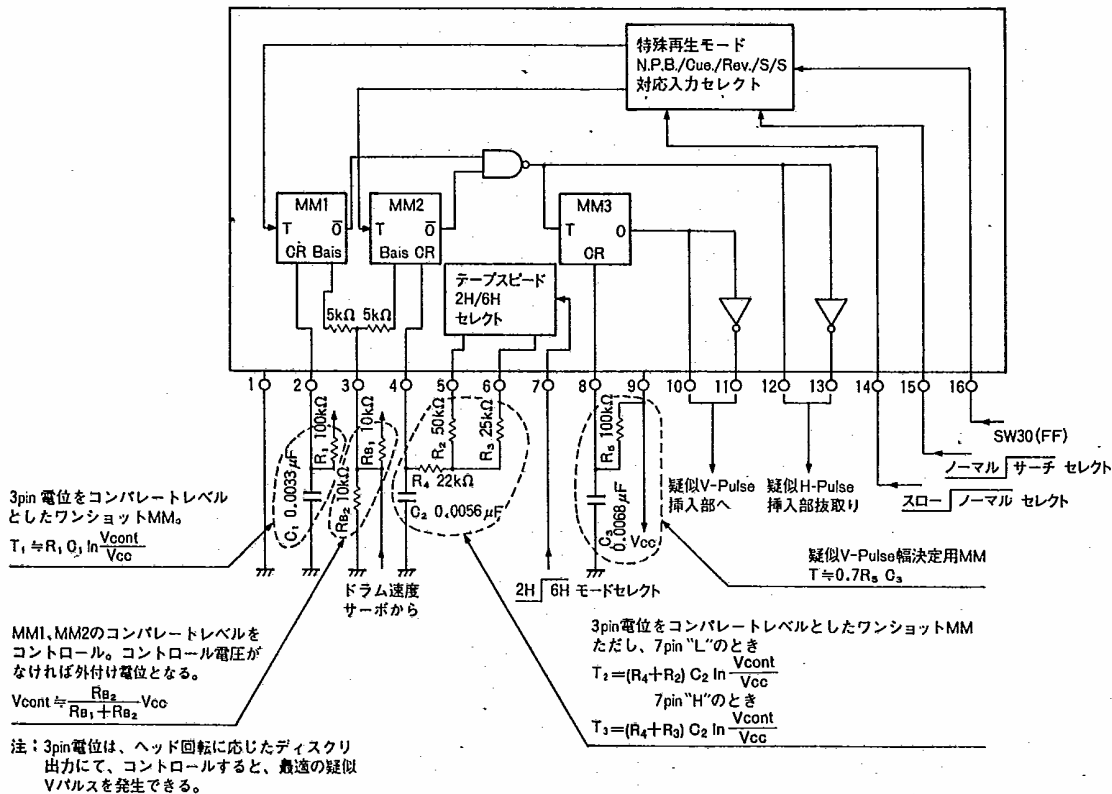 特殊再生モード
N.P.B./Cue./Rev./S/S
対応入力セレクト
MM1
T
O̅
CR Bais
MM2
T
O̅
Bais CR
MM3
T
O
CR
テープスピード
2H/6H
セレクト
5kΩ
5kΩ
1
2
3
4
5
6
7
8
9
10
11
12
13
14
15
16
R₁ 100kΩ
C₁ 0.0033μF
RB₁ 10kΩ
RB₂ 10kΩ
R₂ 50kΩ
R₃ 25kΩ
R₄ 22kΩ
C₂ 0.0056μF
R₅ 100kΩ
C₃ 0.0068μF
Vcc
SW30(FF)
ノーマル サーチ セレクト
スロー ノーマル セレクト
疑似V-Pulse
挿入部へ
疑似H-Pulse
挿入部抜取り
3pin 電位をコンパレートレベル
としたワンショットMM。
T₁≒R₁ C₁ ln Vcont/Vcc
ドラム速度
サーボから
2H 6H モードセレクト
疑似V-Pulse幅決定用MM
T≒0.7R₅ C₃
MM1、MM2のコンパレートレベルを
コントロール。コントロール電圧が
なければ外付け電位となる。
Vcont≒RB₂/RB₁+RB₂ Vcc
3pin電位をコンパレートレベルとしたワンショットMM
ただし、7pin “L”のとき
T₂=(R₄+R₂) C₂ ln Vcont/Vcc
7pin“H”のとき
T₃=(R₄+R₃) C₂ ln Vcont/Vcc
注：3pin電位は、ヘッド回転に応じたディスクリ
出力にて、コントロールすると、最適の疑似
Vパルスを発生できる。